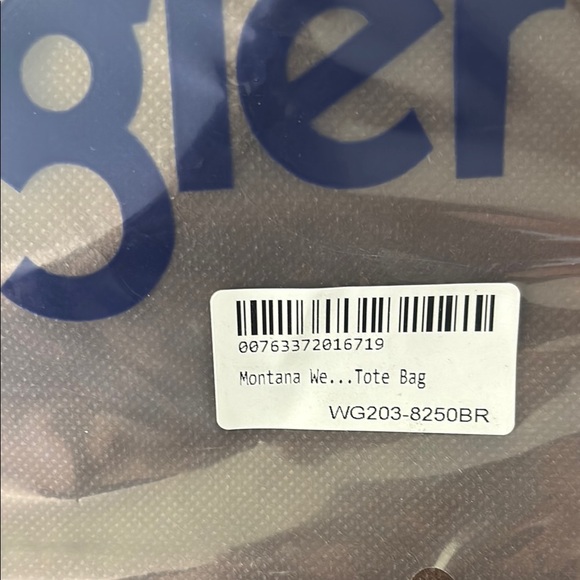 gler
00763372016719
Montana We...Tote Bag
WG203-8250BR